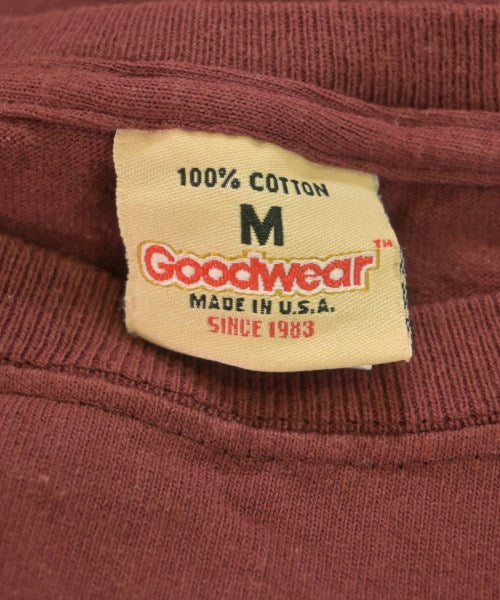 100% COTTON
M
Goodwear™
MADE IN U.S.A.
SINCE 1983